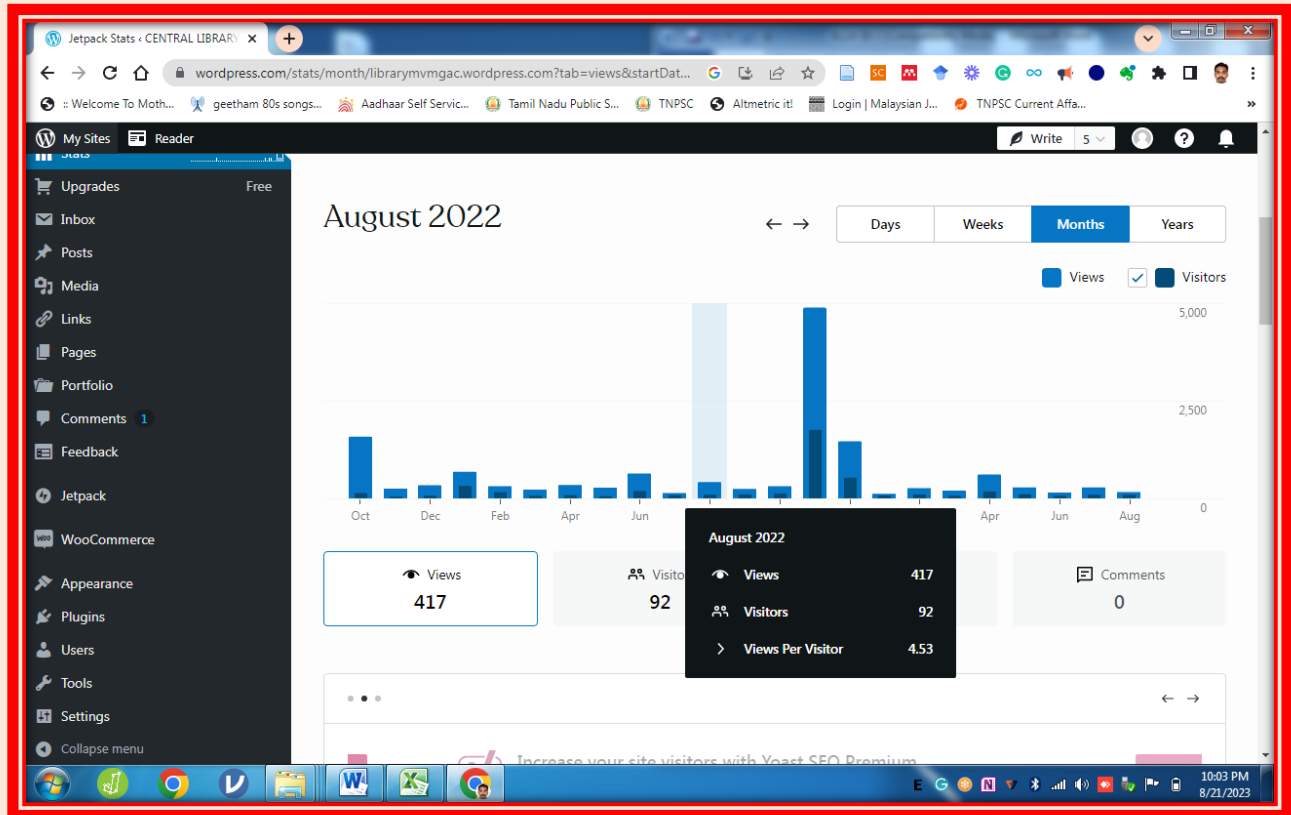 Jetpack Stats ‹ CENTRAL LIBRARY
wordpress.com/stats/month/librarymvmgac.wordpress.com?tab=views&startDat...
:: Welcome To Moth... geetham 80s songs... Aadhaar Self Servic... Tamil Nadu Public S... TNPSC Altmetric it! Login | Malaysian J... TNPSC Current Affa... »
My Sites Reader Write 5
Stats
Upgrades Free
Inbox
Posts
Media
Links
Pages
Portfolio
Comments 1
Feedback
Jetpack
WooCommerce
Appearance
Plugins
Users
Tools
Settings
Collapse menu
August 2022
Days Weeks Months Years
Views Visitors
5,000
2,500
0
Oct Dec Feb Apr Jun Apr Jun Aug
Views
417
Visito
92
August 2022
Views 417
Visitors 92
Views Per Visitor 4.53
Comments
0
Increase your site visitors with Yoast SEO Premium
10:03 PM
8/21/2023